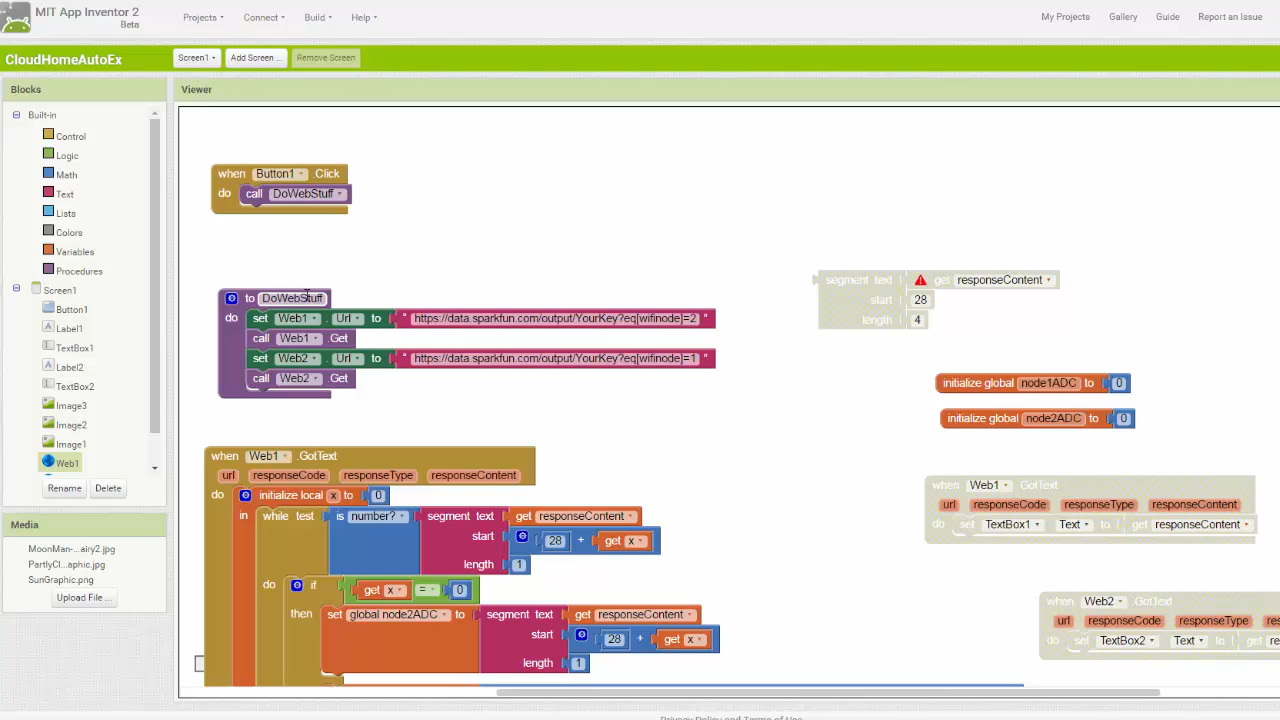 MIT App Inventor 2
Beta
Projects Connect Build Help
My Projects Gallery Guide Report an Issue
CloudHomeAutoEx
Screen1 Add Screen ... Remove Screen
Blocks
Viewer
Built-in
Control
Logic
Math
Text
Lists
Colors
Variables
Procedures
Screen1
Button1
Label1
TextBox1
Label2
TextBox2
Image3
Image2
Image1
Web1
Rename Delete
Media
MoonMan-...airy2.jpg
PartlyCl...aphic.jpg
SunGraphic.png
Upload File ...
when Button1 .Click
do call DoWebStuff
to DoWebStuff
do set Web1 . Url to " https://data.sparkfun.com/output/YourKey?eq[wifinode]=2 "
call Web1 .Get
set Web2 . Url to " https://data.sparkfun.com/output/YourKey?eq[wifinode]=1 "
call Web2 .Get
when Web1 .GotText
url responseCode responseType responseContent
do initialize local x to 0
in while test is number? segment text get responseContent
start 28 + get x
length 1
do if get x = 0
then set global node2ADC to segment text get responseContent
start 28 + get x
length 1
segment text get responseContent
start 28
length 4
initialize global node1ADC to 0
initialize global node2ADC to 0
when Web1 .GotText
url responseCode responseType responseContent
do set TextBox1 . Text to get responseContent
when Web2 .GotText
url responseCode responseType res
do set TextBox2 . Text to get re
Privacy Policy and Terms of Use